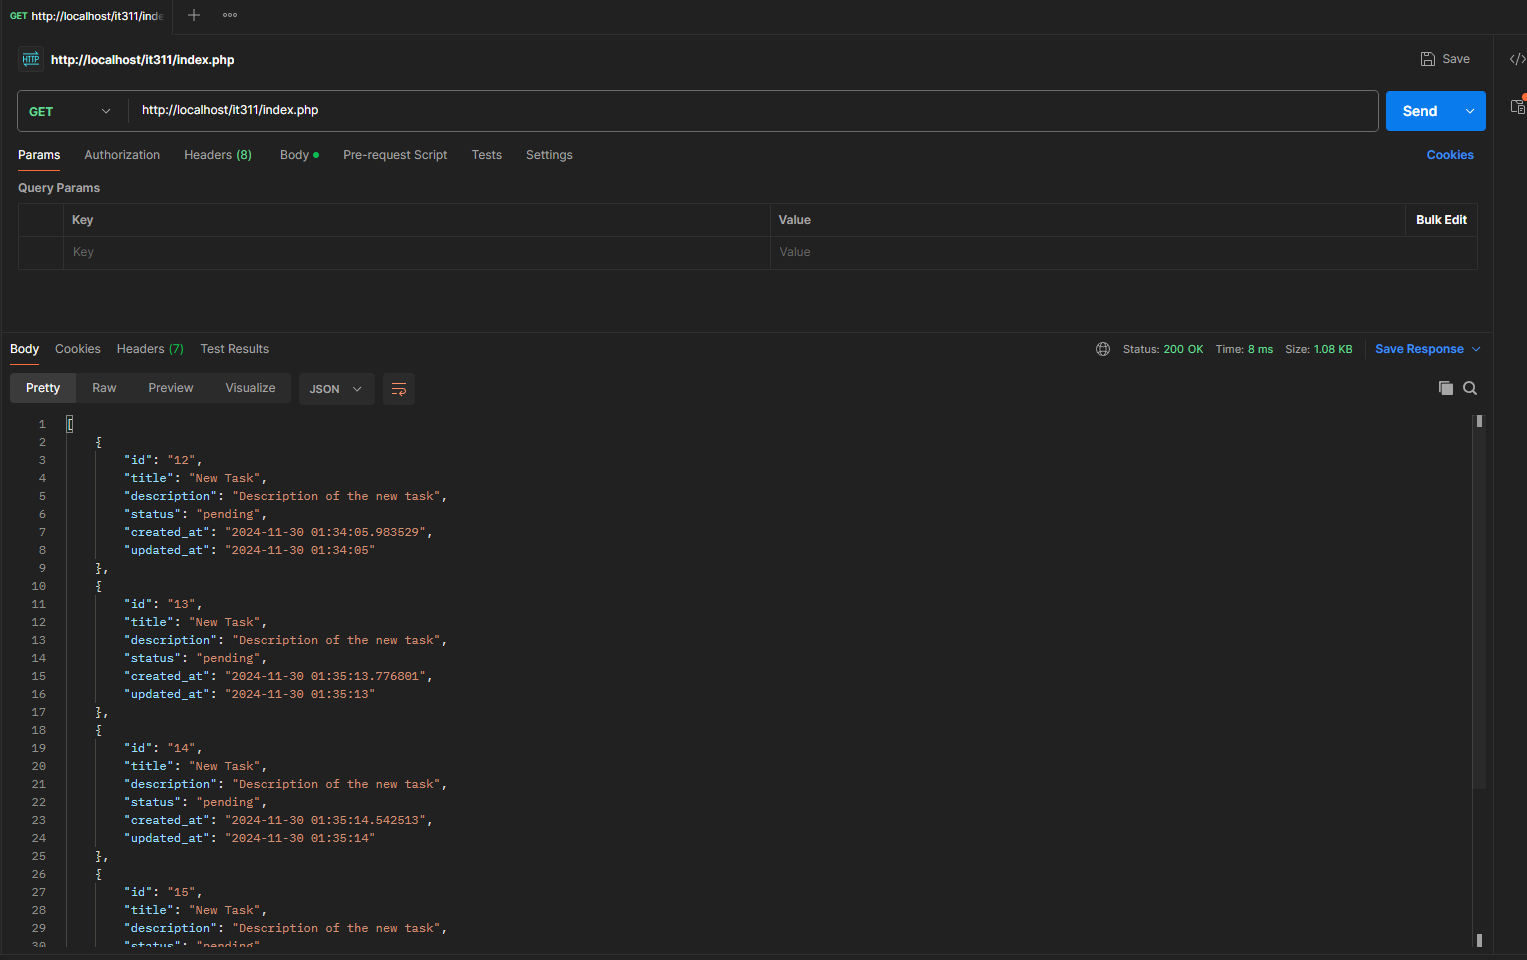 GET http://localhost/it311/inde
HTTP http://localhost/it311/index.php Save
GET http://localhost/it311/index.php Send
Params Authorization Headers (8) Body Pre-request Script Tests Settings Cookies
Query Params
Key Value Bulk Edit
Key Value
Body Cookies Headers (7) Test Results Status: 200 OK Time: 8 ms Size: 1.08 KB Save Response
Pretty Raw Preview Visualize JSON
1 [
2 {
3 "id": "12",
4 "title": "New Task",
5 "description": "Description of the new task",
6 "status": "pending",
7 "created_at": "2024-11-30 01:34:05.983529",
8 "updated_at": "2024-11-30 01:34:05"
9 },
10 {
11 "id": "13",
12 "title": "New Task",
13 "description": "Description of the new task",
14 "status": "pending",
15 "created_at": "2024-11-30 01:35:13.776801",
16 "updated_at": "2024-11-30 01:35:13"
17 },
18 {
19 "id": "14",
20 "title": "New Task",
21 "description": "Description of the new task",
22 "status": "pending",
23 "created_at": "2024-11-30 01:35:14.542513",
24 "updated_at": "2024-11-30 01:35:14"
25 },
26 {
27 "id": "15",
28 "title": "New Task",
29 "description": "Description of the new task",
30 "status": "pending"